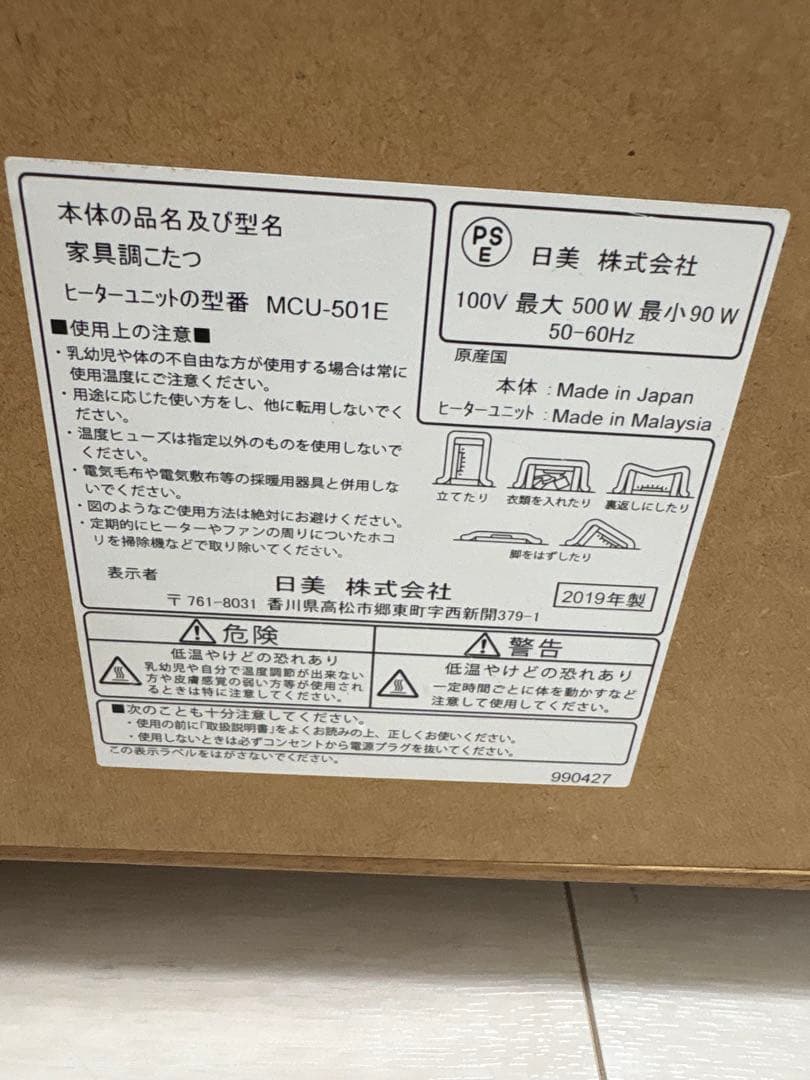 本体の品名及び型名
家具調こたつ
ヒーターユニットの型番 MCU-501E
■使用上の注意■
・乳幼児や体の不自由な方が使用する場合は常に
使用温度にご注意ください。
・用途に応じた使い方をし、他に転用しないでく
ださい。
・温度ヒューズは指定以外のものを使用しないで
ください。
・電気毛布や電気敷布等の採暖用器具と併用しな
いでください。
・図のようなご使用方法は絶対にお避けください。
・定期的にヒーターやファンの周りについたホコ
リを掃除機などで取り除いてください。
PS
E
日美 株式会社
100V 最大 500W 最小90W
50-60Hz
原産国
本体：Made in Japan
ヒーターユニット：Made in Malaysia
立てたり
衣類を入れたり
裏返しにしたり
脚をはずしたり
表示者
日美 株式会社
〒761-8031 香川県高松市郷東町字西新開379-1
2019年製
危険
低温やけどの恐れあり
乳幼児や自分で温度調節が出来ない
方や皮膚感覚の弱い方等が使用され
るときは特に注意してください。
警告
低温やけどの恐れあり
一定時間ごとに体を動かすなど
注意して使用してください。
■次のことも十分注意してください。
・使用の前に「取扱説明書」をよくお読みの上、正しくお使いください。
・使用しないときは必ずコンセントから電源プラグを抜いてください。
この表示ラベルをはがさないでください。
990427